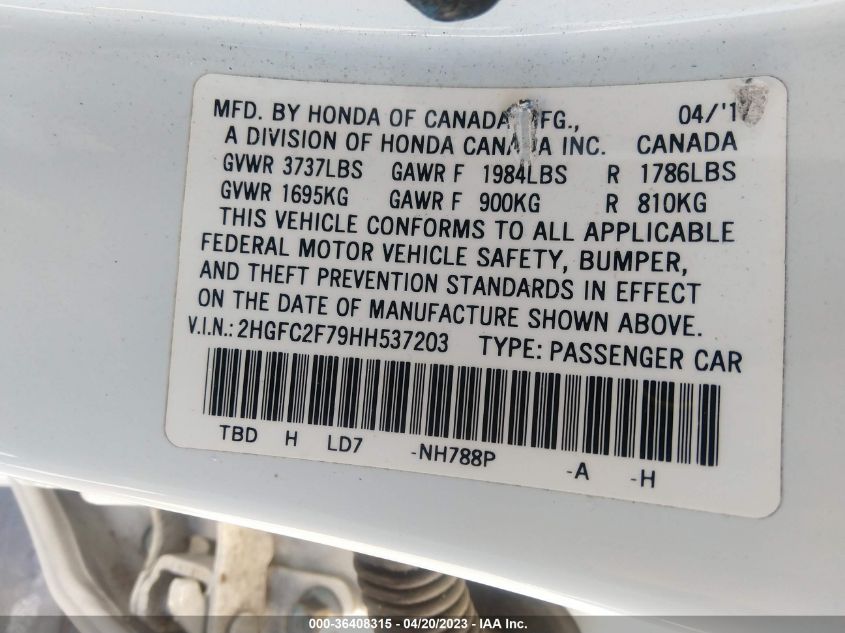 MFD. BY HONDA OF CANADA MFG., 04/'1
A DIVISION OF HONDA CANADA INC. CANADA
GVWR 3737LBS GAWR F 1984LBS R 1786LBS
GVWR 1695KG GAWR F 900KG R 810KG
THIS VEHICLE CONFORMS TO ALL APPLICABLE
FEDERAL MOTOR VEHICLE SAFETY, BUMPER,
AND THEFT PREVENTION STANDARDS IN EFFECT
ON THE DATE OF MANUFACTURE SHOWN ABOVE.
V.I.N.: 2HGFC2F79HH537203 TYPE: PASSENGER CAR
TBD H LD7 -NH788P -A -H
000-36408315 - 04/20/2023 - IAA Inc.